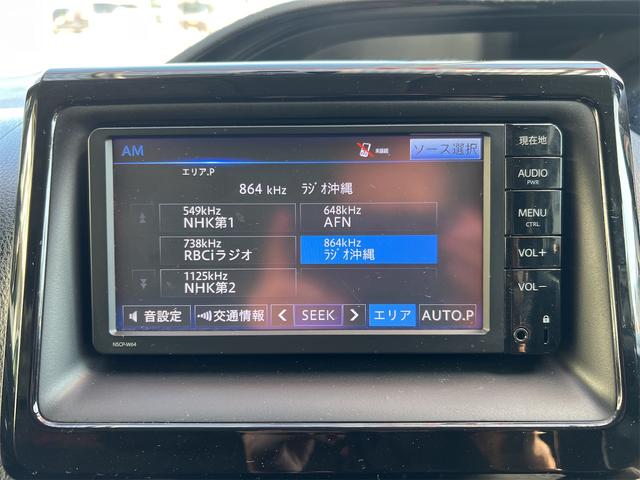 AM
未接続
ソース選択
エリア.P
864 kHz ラジオ沖縄
549kHz
NHK第1
648kHz
AFN
738kHz
RBCiラジオ
864kHz
ラジオ沖縄
1125kHz
NHK第2
音設定
交通情報
SEEK
エリア
AUTO.P
NSCP-W64
現在地
AUDIO
PWR
MENU
CTRL
VOL+
VOL−